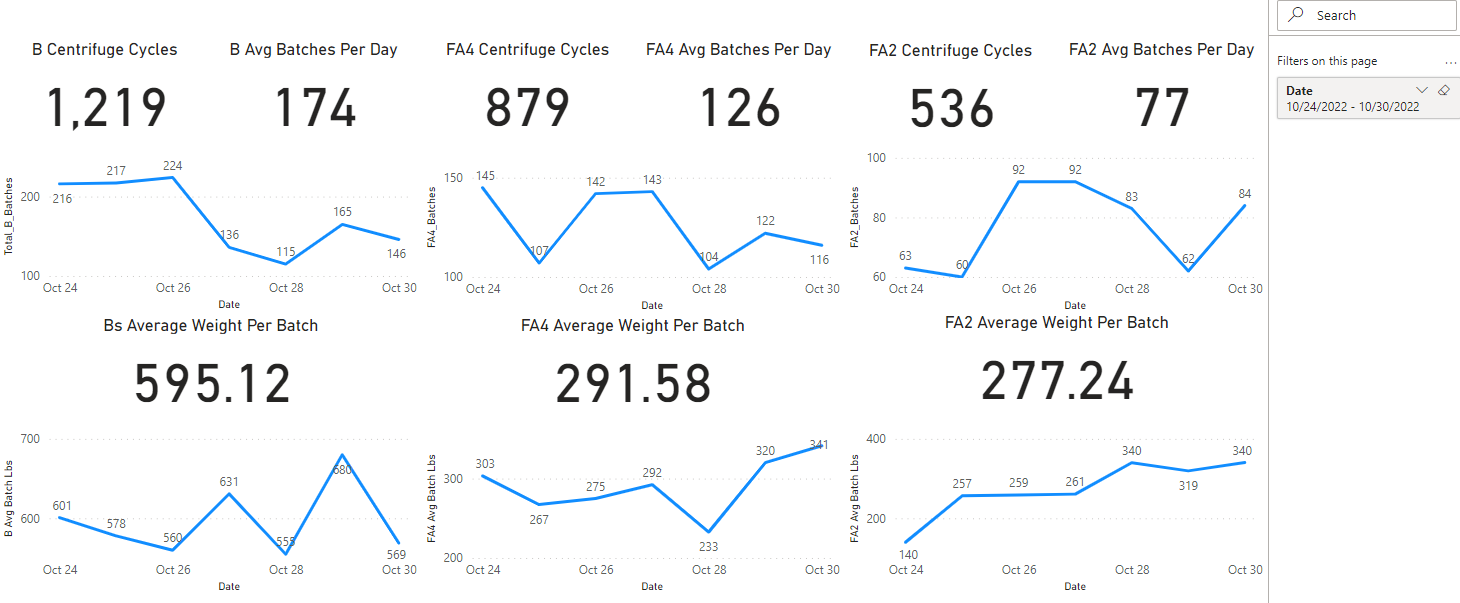 Search
Filters on this page
...
Date
10/24/2022 - 10/30/2022
B Centrifuge Cycles
1,219
B Avg Batches Per Day
174
Total_B_Batches
200
100
216
217
224
136
115
165
146
Oct 24
Oct 26
Oct 28
Oct 30
Date
FA4 Centrifuge Cycles
879
FA4 Avg Batches Per Day
126
FA4_Batches
150
100
145
107
142
143
104
122
116
Oct 24
Oct 26
Oct 28
Oct 30
Date
FA2 Centrifuge Cycles
536
FA2 Avg Batches Per Day
77
FA2_Batches
100
80
60
63
60
92
92
83
62
84
Oct 24
Oct 26
Oct 28
Oct 30
Date
Bs Average Weight Per Batch
595.12
B Avg Batch Lbs
700
600
601
578
560
631
555
680
569
Oct 24
Oct 26
Oct 28
Oct 30
Date
FA4 Average Weight Per Batch
291.58
FA4 Avg Batch Lbs
300
200
303
267
275
292
233
320
341
Oct 24
Oct 26
Oct 28
Oct 30
Date
FA2 Average Weight Per Batch
277.24
FA2 Avg Batch Lbs
400
200
140
257
259
261
340
319
340
Oct 24
Oct 26
Oct 28
Oct 30
Date